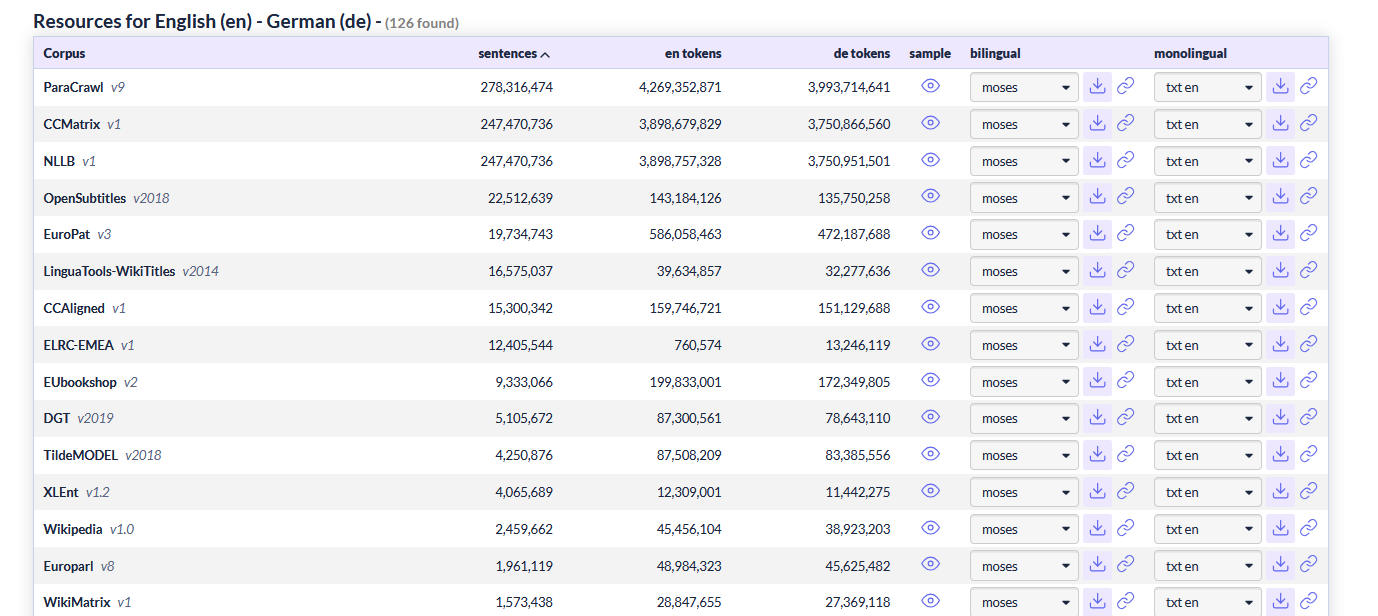 Resources for English (en) - German (de) - (126 found)
Corpus sentences en tokens de tokens sample bilingual monolingual
ParaCrawl v9 278,316,474 4,269,352,871 3,993,714,641 moses txt en
CCMatrix v1 247,470,736 3,898,679,829 3,750,866,560 moses txt en
NLLB v1 247,470,736 3,898,757,328 3,750,951,501 moses txt en
OpenSubtitles v2018 22,512,639 143,184,126 135,750,258 moses txt en
EuroPat v3 19,734,743 586,058,463 472,187,688 moses txt en
LinguaTools-WikiTitles v2014 16,575,037 39,634,857 32,277,636 moses txt en
CCAligned v1 15,300,342 159,746,721 151,129,688 moses txt en
ELRC-EMEA v1 12,405,544 760,574 13,246,119 moses txt en
EUbookshop v2 9,333,066 199,833,001 172,349,805 moses txt en
DGT v2019 5,105,672 87,300,561 78,643,110 moses txt en
TildeMODEL v2018 4,250,876 87,508,209 83,385,556 moses txt en
XLEnt v1.2 4,065,689 12,309,001 11,442,275 moses txt en
Wikipedia v1.0 2,459,662 45,456,104 38,923,203 moses txt en
Europarl v8 1,961,119 48,984,323 45,625,482 moses txt en
WikiMatrix v1 1,573,438 28,847,655 27,369,118 moses txt en